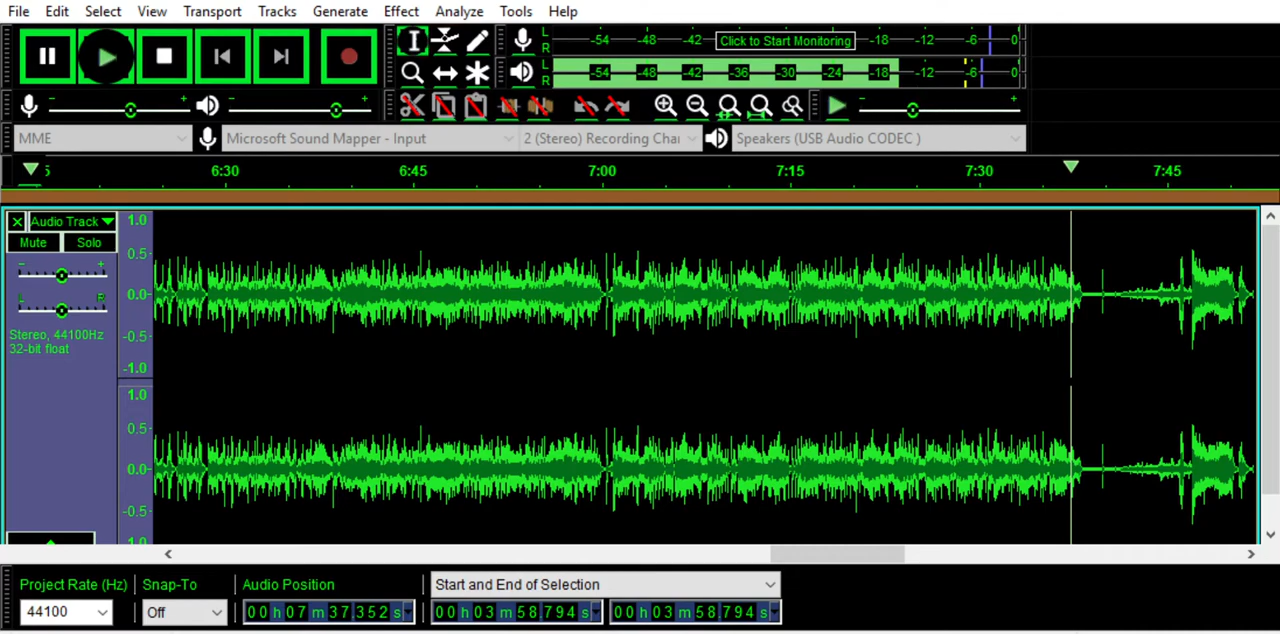 File Edit Select View Transport Tracks Generate Effect Analyze Tools Help
L -54 -48 -42 Click to Start Monitoring -18 -12 -6 0
R
L -54 -48 -42 -36 -30 -24 -18 -12 -6 0
R
- + - + - +
MME Microsoft Sound Mapper - Input 2 (Stereo) Recording Chai Speakers (USB Audio CODEC )
5 6:30 6:45 7:00 7:15 7:30 7:45
Audio Track 1.0
Mute Solo
- + 0.5
L R 0.0
Stereo, 44100Hz -0.5
32-bit float
-1.0
1.0
0.5
0.0
-0.5
1.0
Project Rate (Hz) Snap-To Audio Position Start and End of Selection
44100 Off 00 h 07 m 37.352 s 00 h 03 m 58.794 s 00 h 03 m 58.794 s